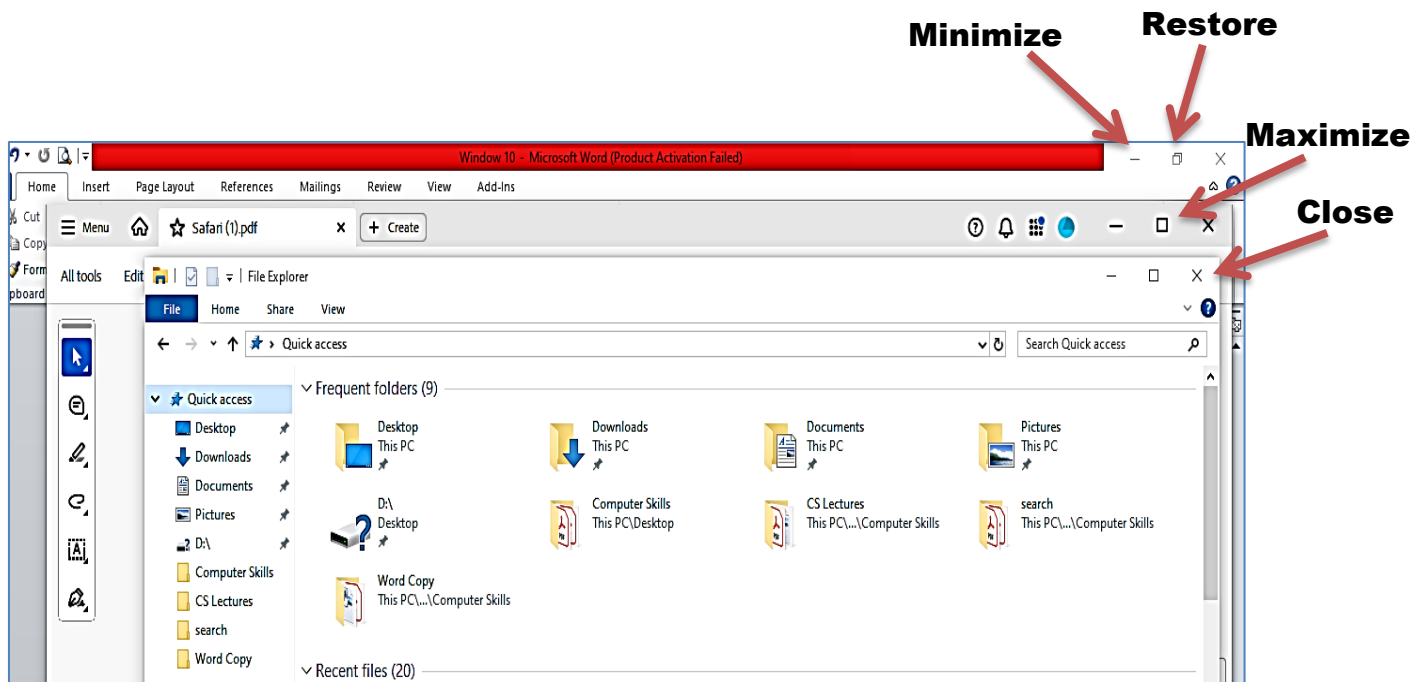 Minimize
Restore
Maximize
Close
Window 10 - Microsoft Word (Product Activation Failed)
Home Insert Page Layout References Mailings Review View Add-Ins
Cut
Copy
Form
pboard
Menu Safari (1).pdf + Create
All tools Edit
File Explorer
File Home Share View
Quick access
Search Quick access
Quick access
Desktop
Downloads
Documents
Pictures
D:\
Computer Skills
CS Lectures
search
Word Copy
Frequent folders (9)
Desktop
This PC
Downloads
This PC
Documents
This PC
Pictures
This PC
D:\
Desktop
Computer Skills
This PC\Desktop
CS Lectures
This PC\...\Computer Skills
search
This PC\...\Computer Skills
Word Copy
This PC\...\Computer Skills
Recent files (20)